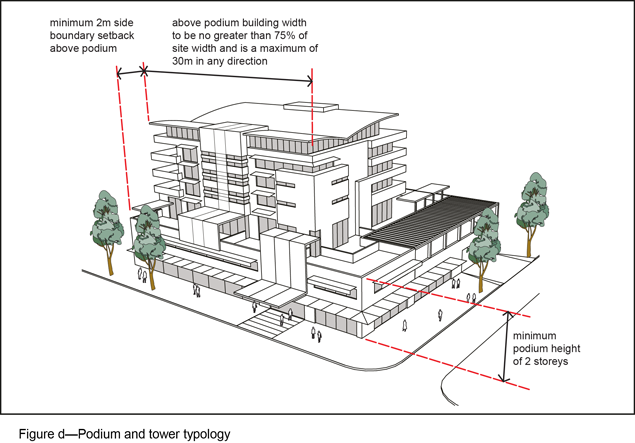 minimum 2m side
boundary setback
above podium
above podium building width
to be no greater than 75% of
site width and is a maximum of
30m in any direction
minimum
podium height
of 2 storeys
Figure d—Podium and tower typology